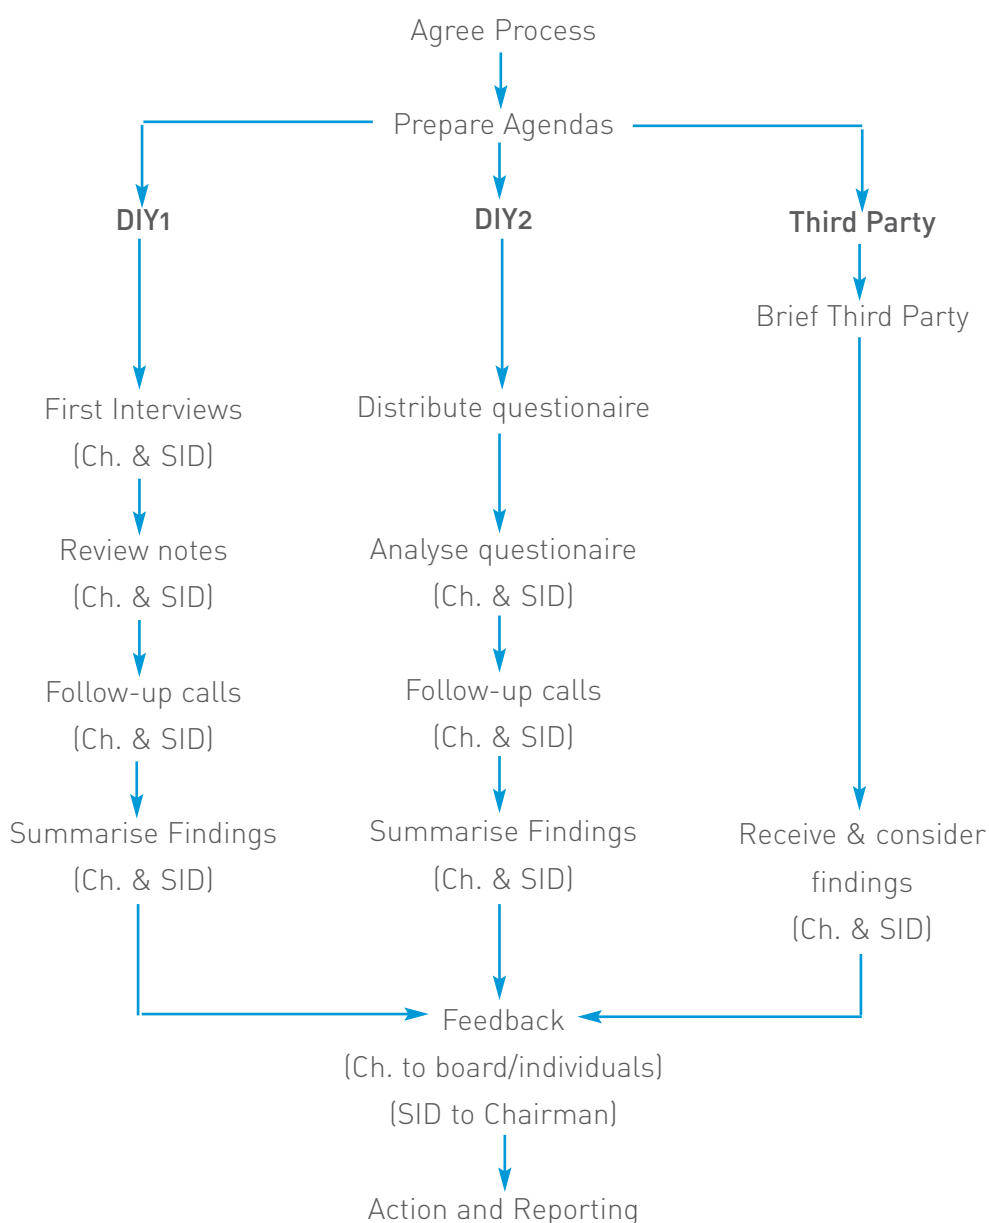 Agree Process
Prepare Agendas
DIY1
DIY2
Third Party
Brief Third Party
First Interviews
(Ch. & SID)
Distribute questionaire
Review notes
(Ch. & SID)
Analyse questionaire
(Ch. & SID)
Follow-up calls
(Ch. & SID)
Follow-up calls
(Ch. & SID)
Summarise Findings
(Ch. & SID)
Summarise Findings
(Ch. & SID)
Receive & consider
findings
(Ch. & SID)
Feedback
(Ch. to board/individuals)
(SID to Chairman)
Action and Reporting